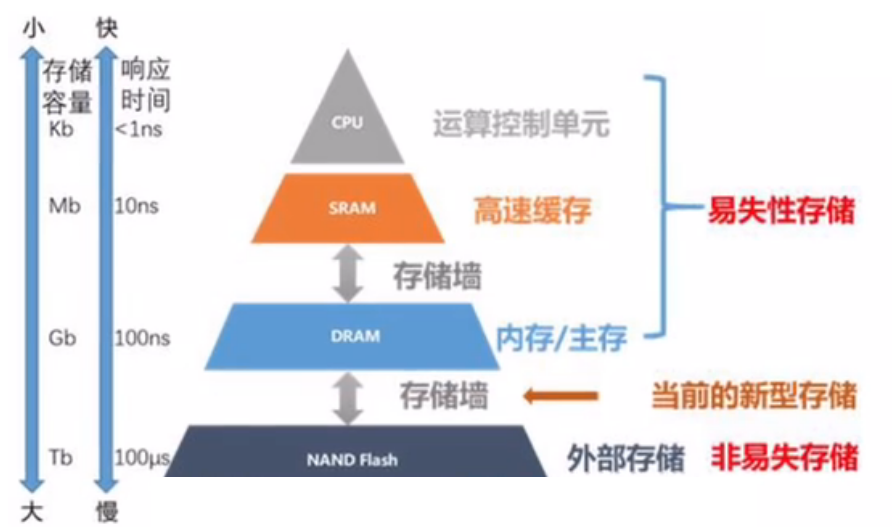 小 快
存储 响应
容量 时间
Kb <1ns CPU 运算控制单元
Mb 10ns SRAM 高速缓存 易失性存储
存储墙
Gb 100ns DRAM 内存/主存
存储墙 当前的新型存储
Tb 100μs NAND Flash 外部存储 非易失存储
大 慢